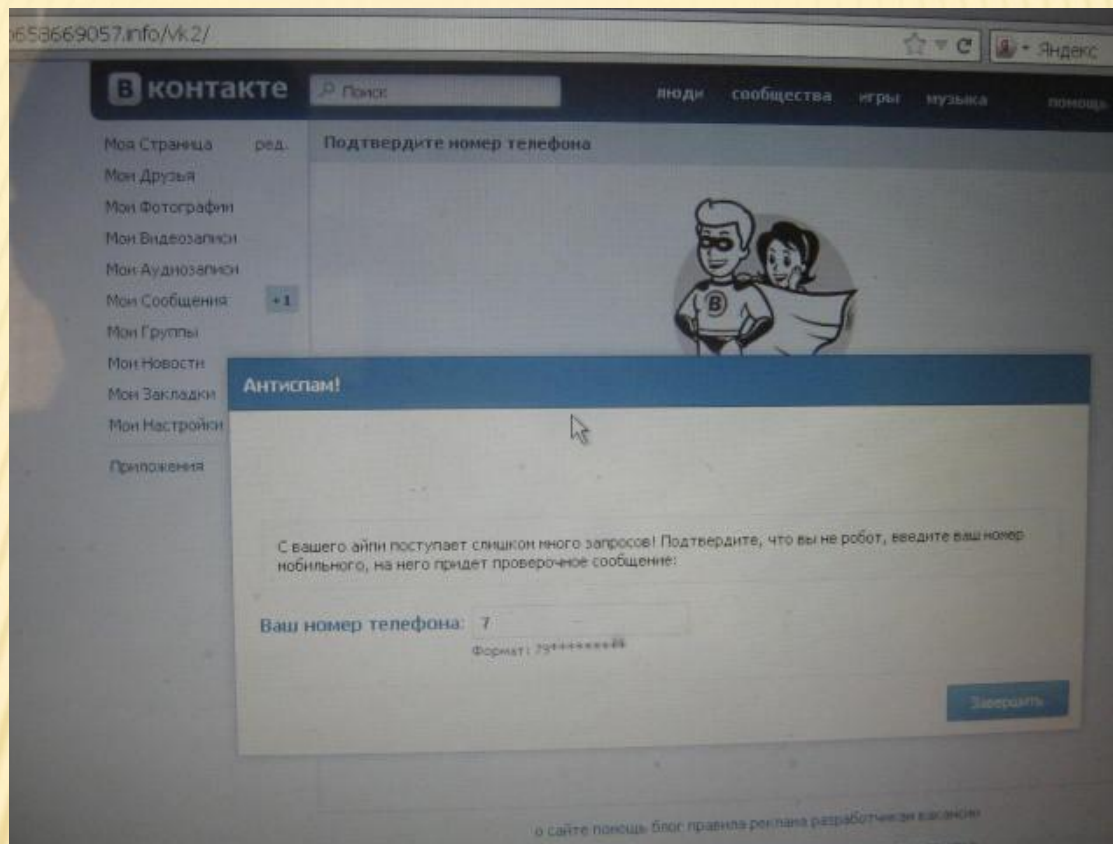 658669057.info/vk2/
Яндекс
В контакте Поиск люди сообщества игры музыка помощь
Моя Страница ред.
Подтвердите номер телефона
Мои Друзья
Мои Фотографии
Мои Видеозаписи
Мои Аудиозаписи
Мои Сообщения +1
Мои Группы
Мои Новости
Мои Закладки
Мои Настройки
Приложения
В
Антиспам!
С вашего айпи поступает слишком много запросов! Подтвердите, что вы не робот, введите ваш номер
мобильного, на него придет проверочное сообщение:
Ваш номер телефона: 7
Формат: 79*******
Завершить
о сайте помощь блог правила реклама разработчикам вакансии